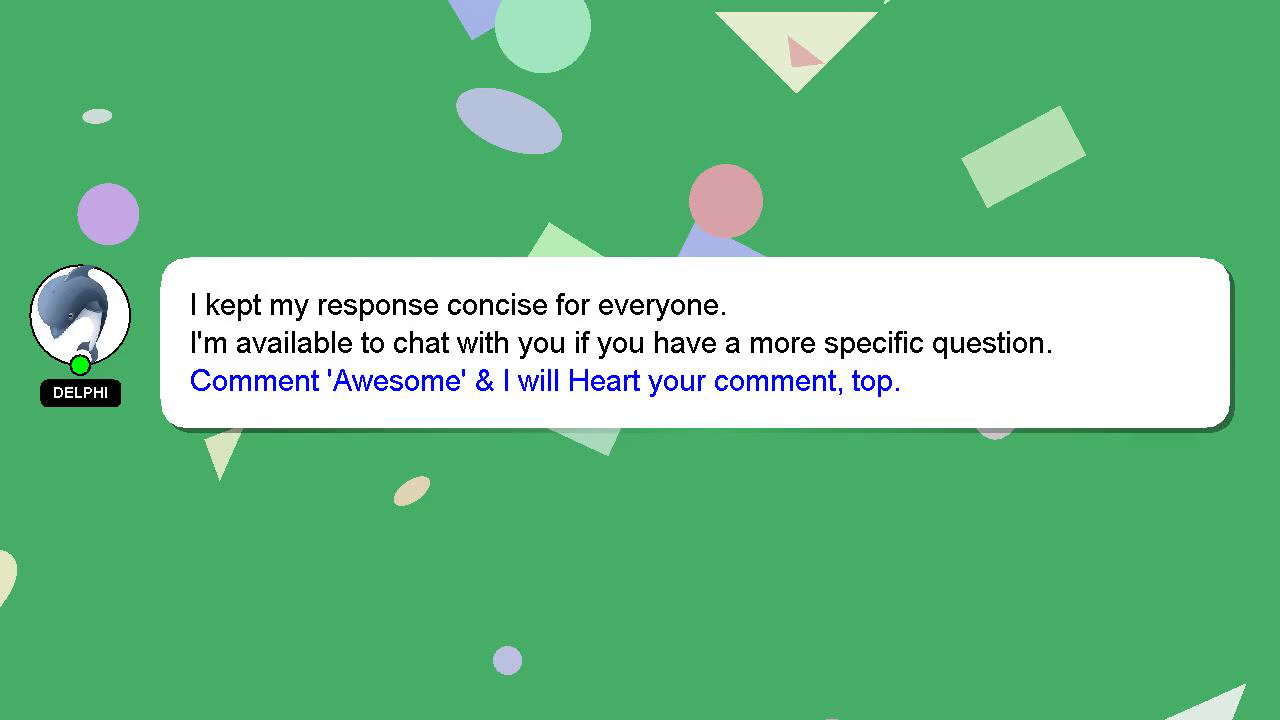 I kept my response concise for everyone.
I'm available to chat with you if you have a more specific question.
Comment 'Awesome' & I will Heart your comment, top.
DELPHI